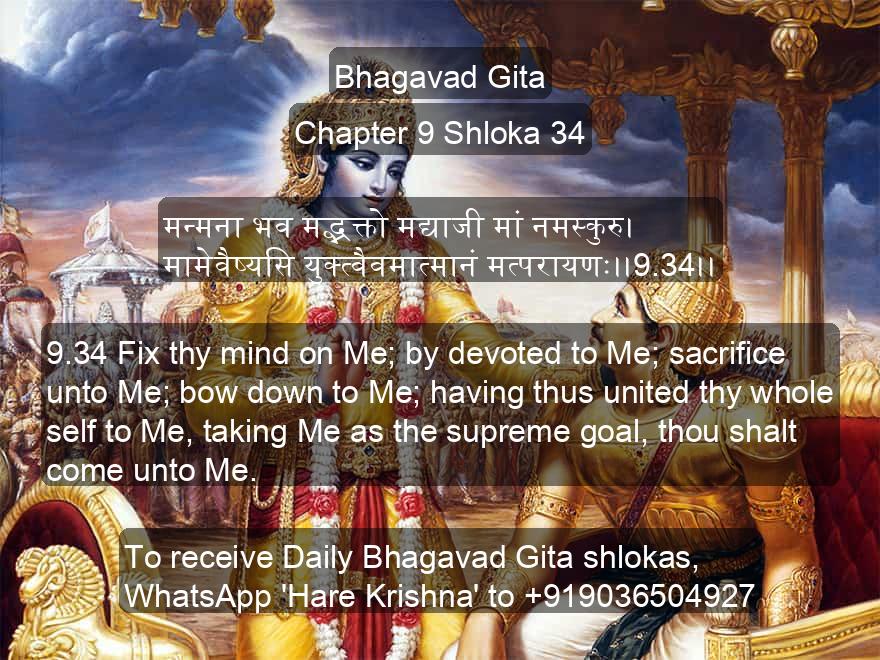 Bhagavad Gita
Chapter 9 Shloka 34
मन्मना भव मद्भक्तो मद्याजी मां नमस्कुरु।
मामेवैष्यसि युक्त्वैवमात्मानं मत्परायणः।।9.34।।
9.34 Fix thy mind on Me; by devoted to Me; sacrifice
unto Me; bow down to Me; having thus united thy whole
self to Me, taking Me as the supreme goal, thou shalt
come unto Me.
To receive Daily Bhagavad Gita shlokas,
WhatsApp 'Hare Krishna' to +919036504927